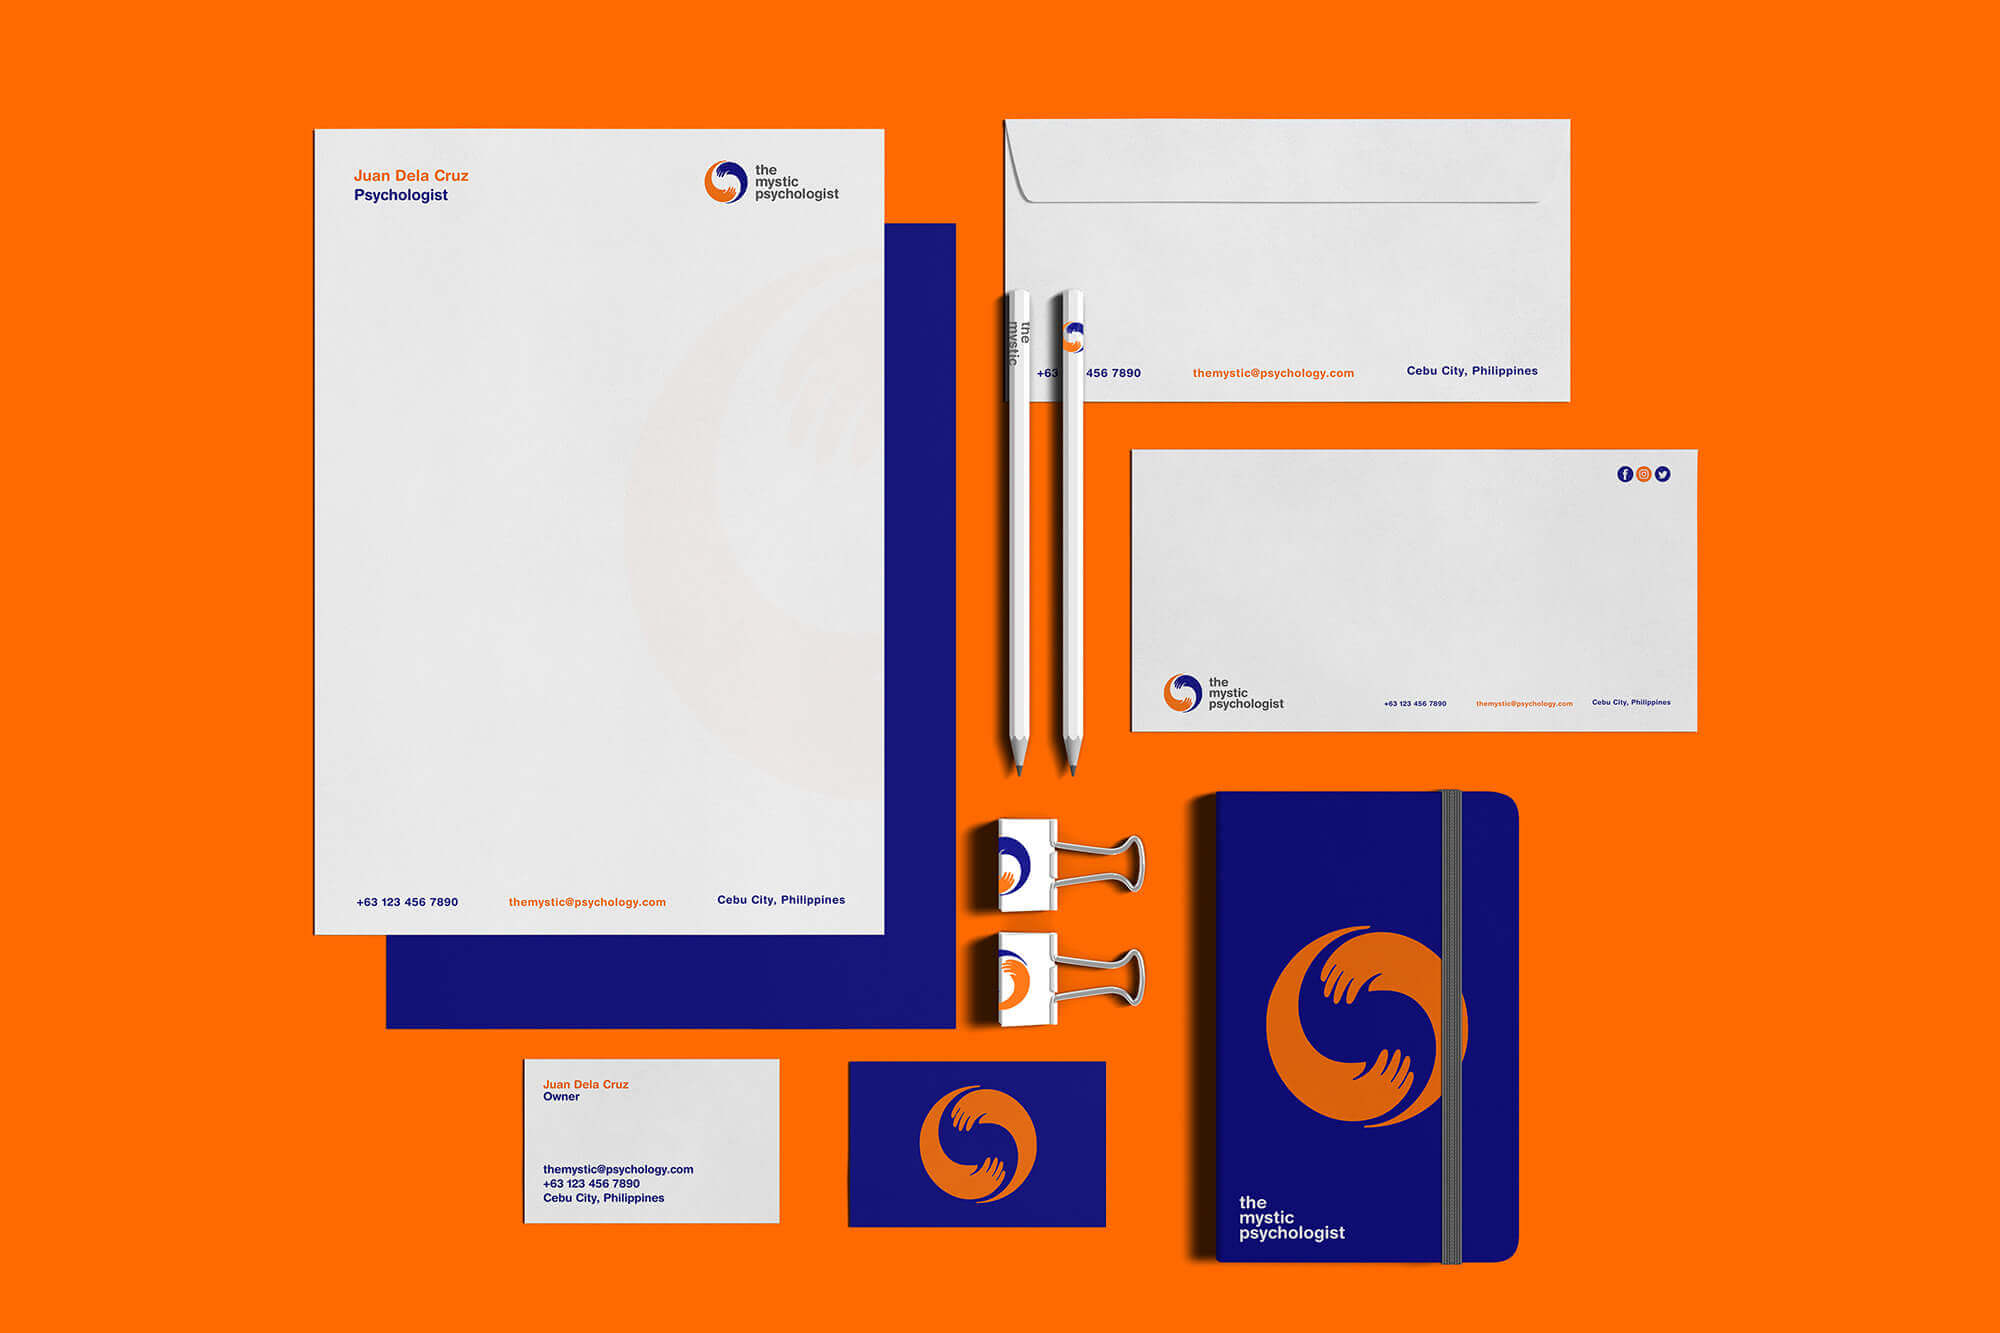 Juan Dela Cruz
Psychologist
the
mystic
psychologist
+63 123 456 7890
themystic@psychology.com
Cebu City, Philippines
the
mystic
+63
456 7890
themystic@psychology.com
Cebu City, Philippines
the
mystic
psychologist
+63 123 456 7890
themystic@psychology.com
Cebu City, Philippines
Juan Dela Cruz
Owner
themystic@psychology.com
+63 123 456 7890
Cebu City, Philippines
the
mystic
psychologist